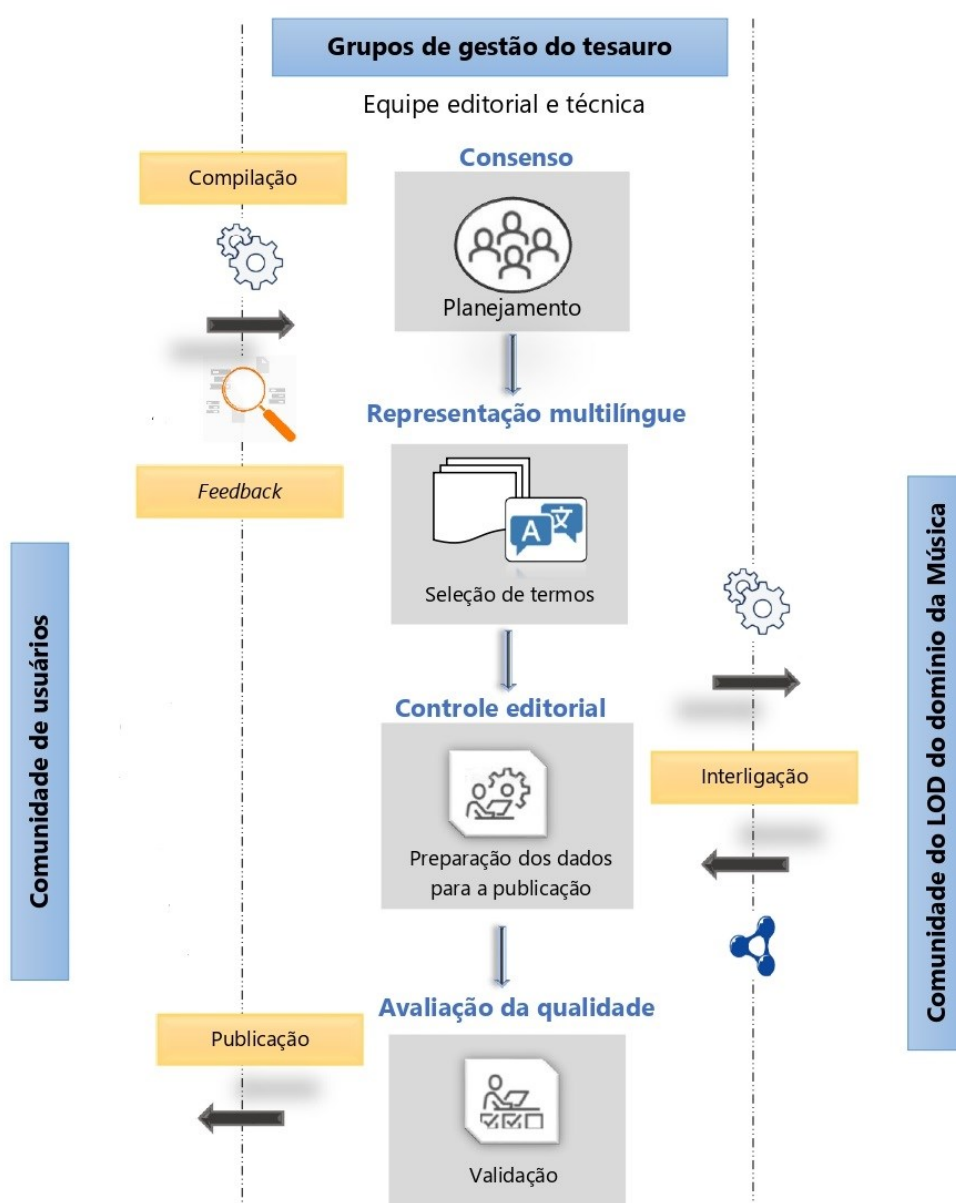 Grupos de gestão do tesauro
Equipe editorial e técnica
Consenso
Compilação
Planejamento
Representação multilíngue
Feedback
A 文
Seleção de termos
Comunidade de usuários
Comunidade do LOD do domínio da Música
Controle editorial
Interligação
Preparação dos dados
para a publicação
Avaliação da qualidade
Publicação
Validação